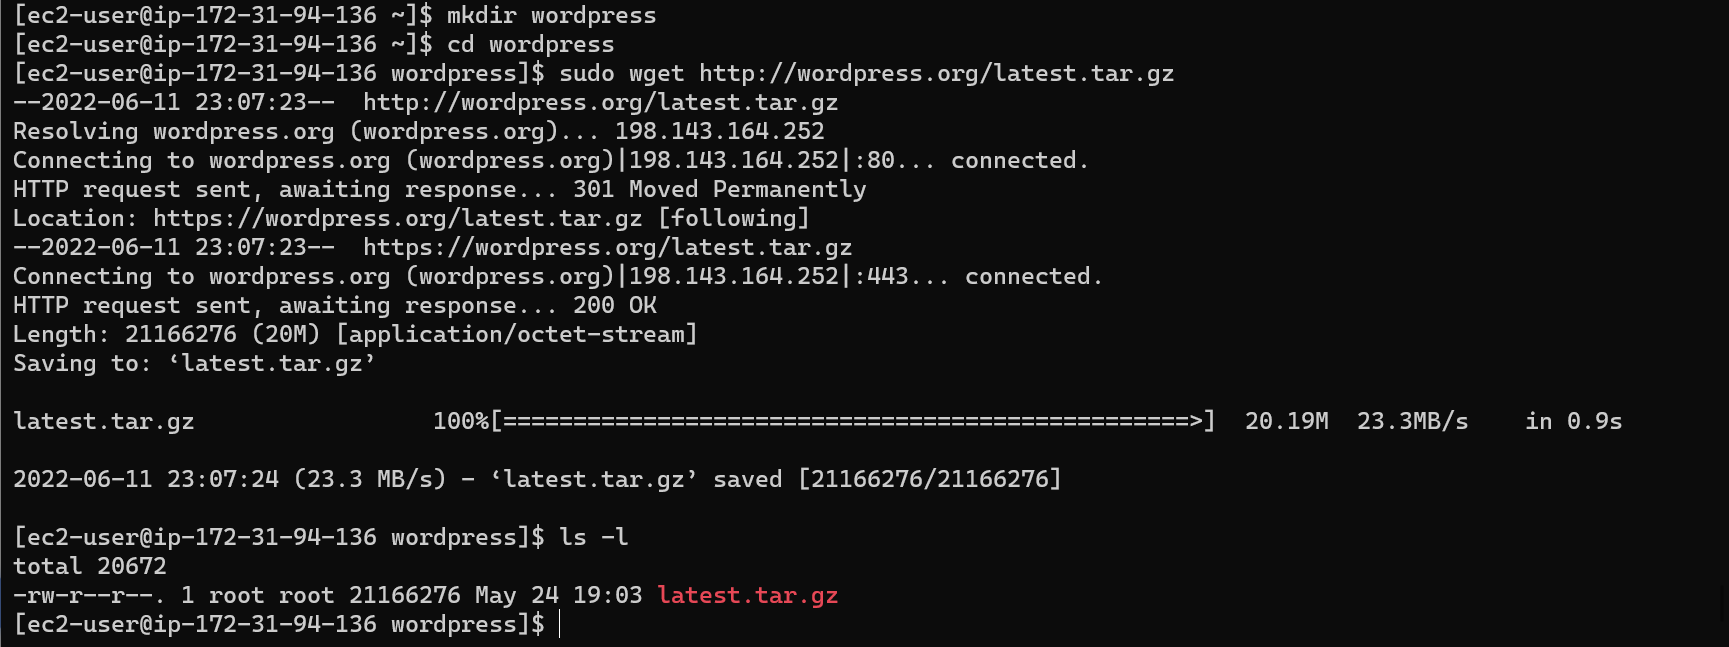 [ec2-user@ip-172-31-94-136 ~]$ mkdir wordpress
[ec2-user@ip-172-31-94-136 ~]$ cd wordpress
[ec2-user@ip-172-31-94-136 wordpress]$ sudo wget http://wordpress.org/latest.tar.gz
--2022-06-11 23:07:23--  http://wordpress.org/latest.tar.gz
Resolving wordpress.org (wordpress.org)... 198.143.164.252
Connecting to wordpress.org (wordpress.org)|198.143.164.252|:80... connected.
HTTP request sent, awaiting response... 301 Moved Permanently
Location: https://wordpress.org/latest.tar.gz [following]
--2022-06-11 23:07:23--  https://wordpress.org/latest.tar.gz
Connecting to wordpress.org (wordpress.org)|198.143.164.252|:443... connected.
HTTP request sent, awaiting response... 200 OK
Length: 21166276 (20M) [application/octet-stream]
Saving to: ‘latest.tar.gz’
latest.tar.gz                 100%[=================================================>]  20.19M  23.3MB/s    in 0.9s
2022-06-11 23:07:24 (23.3 MB/s) - ‘latest.tar.gz’ saved [21166276/21166276]
[ec2-user@ip-172-31-94-136 wordpress]$ ls -l
total 20672
-rw-r--r--. 1 root root 21166276 May 24 19:03 latest.tar.gz
[ec2-user@ip-172-31-94-136 wordpress]$